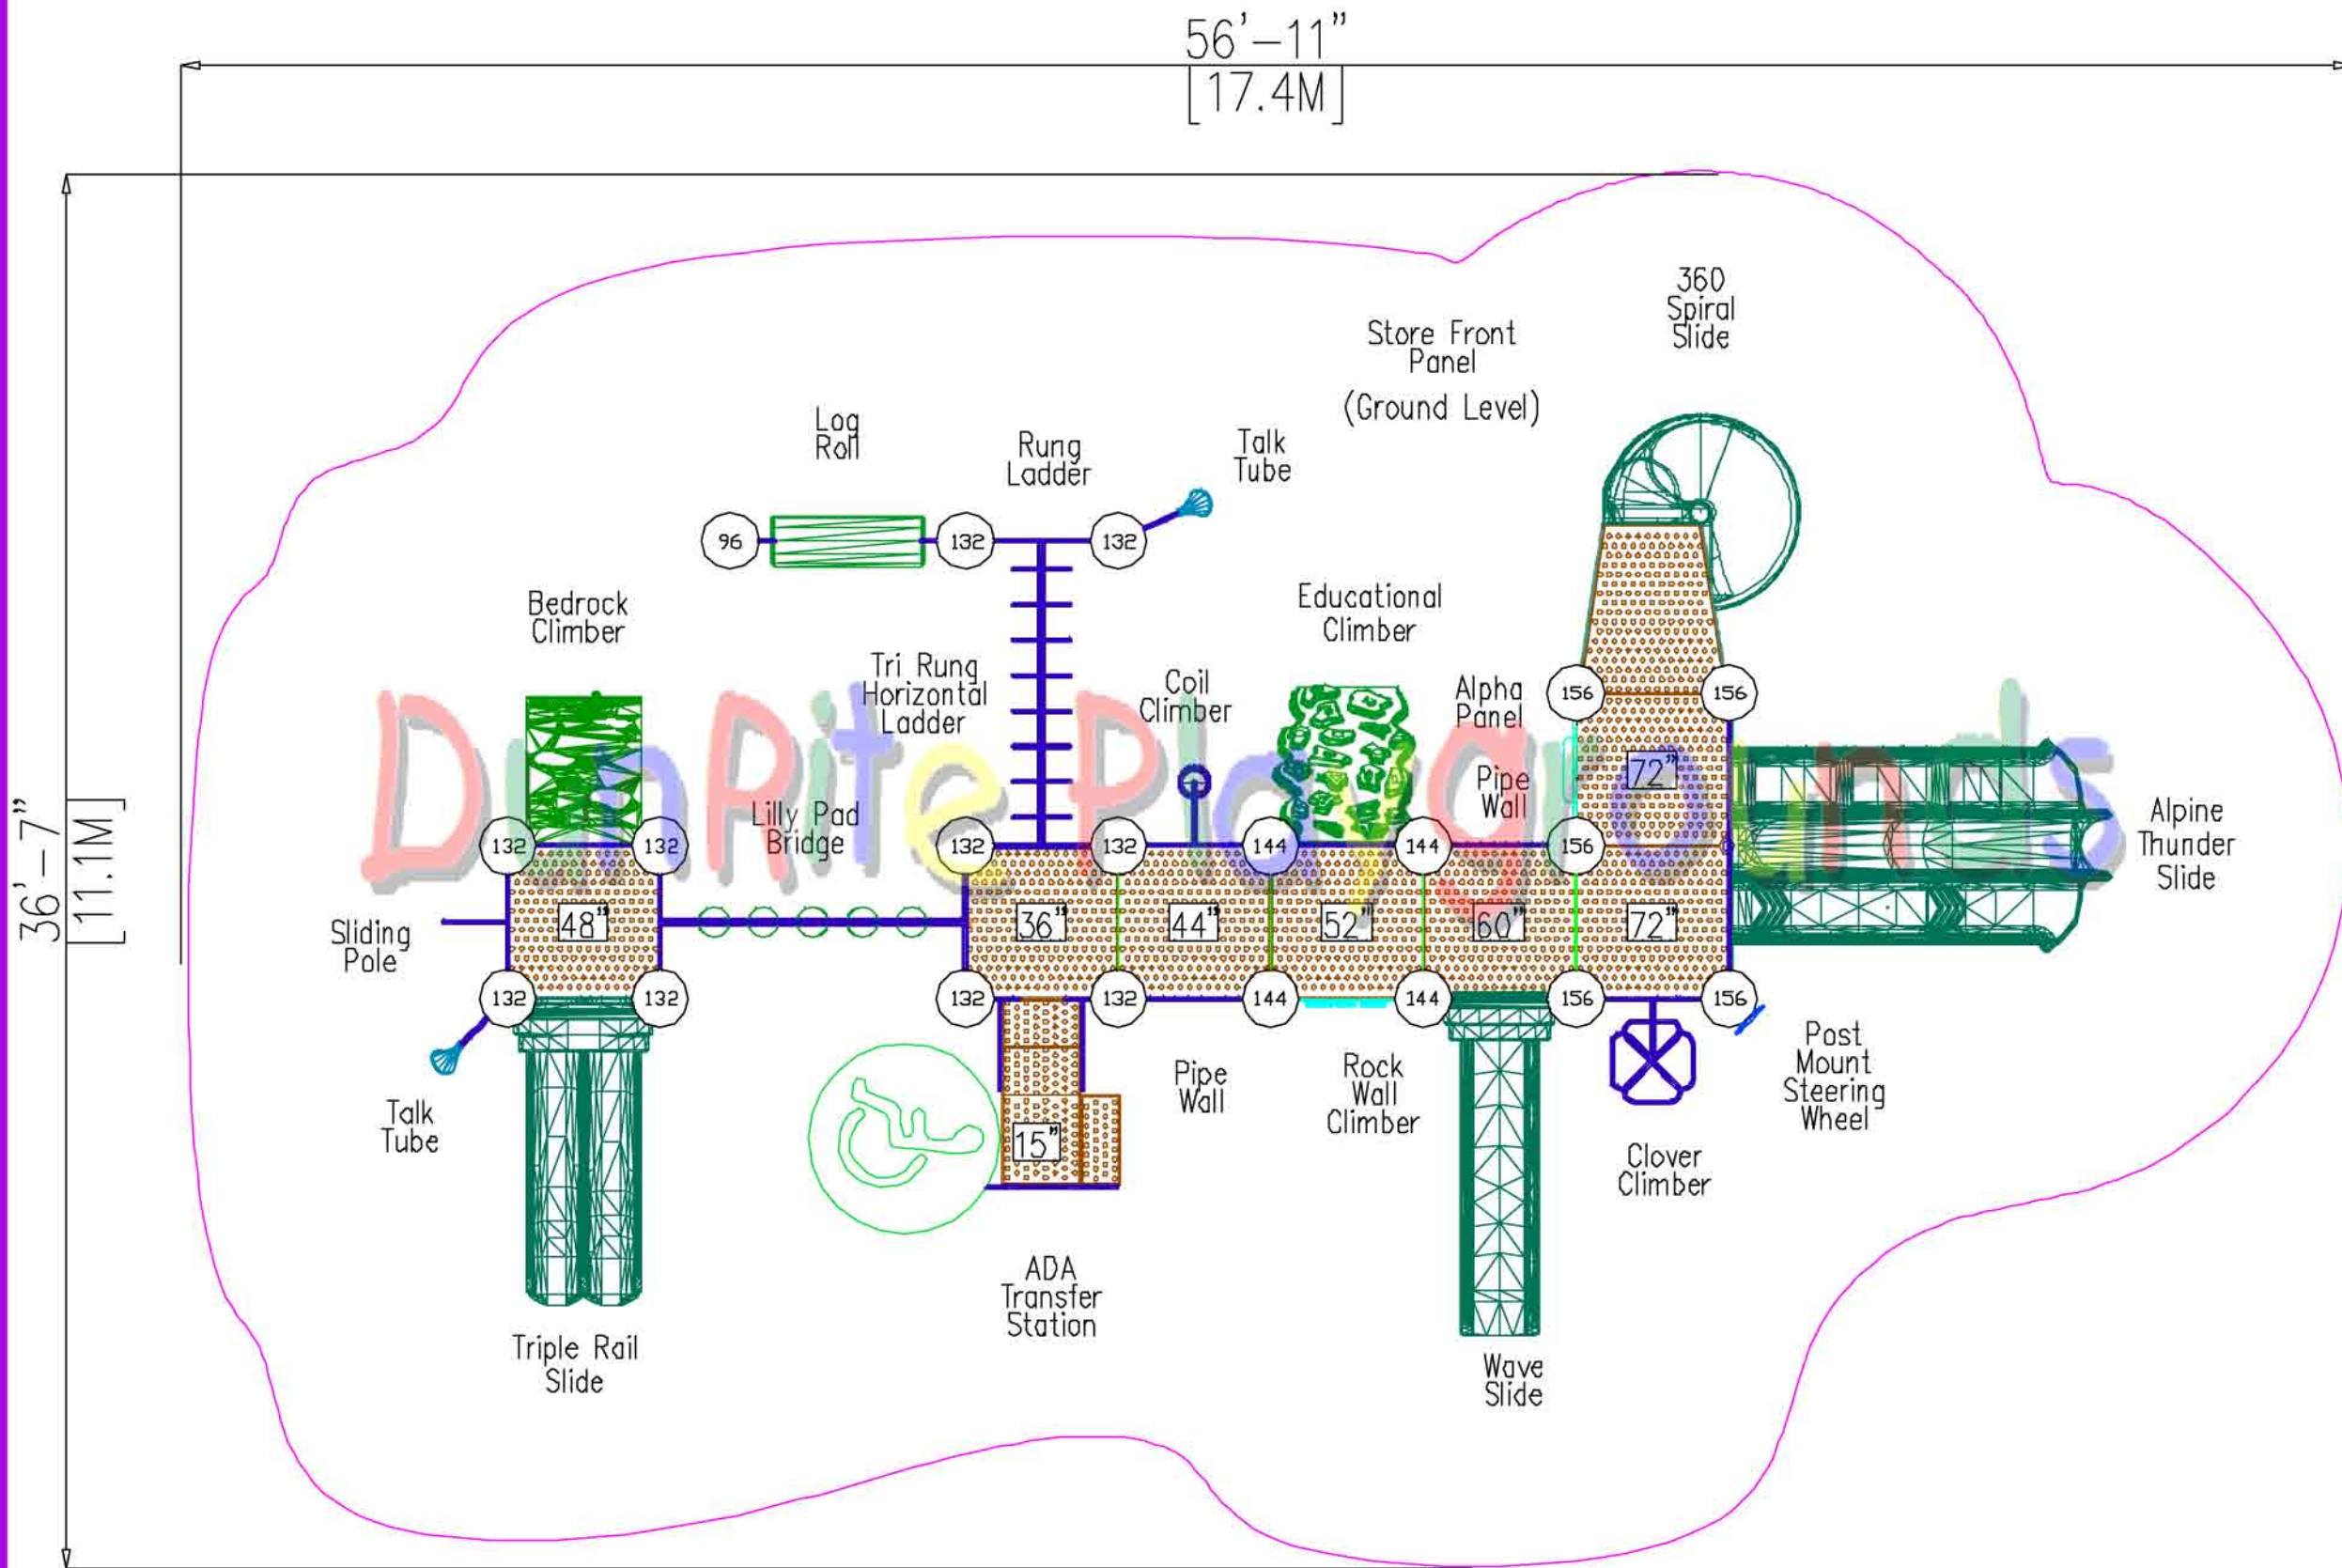 56'-11"
[17.4M]
36'-7"
[11.1M]
360
Spiral
Slide
Store Front
Panel
(Ground Level)
Log
Roll
Rung
Ladder
Talk
Tube
96
132
132
Bedrock
Climber
Educational
Climber
Tri Rung
Horizontal
Ladder
Coil
Climber
Alpha
Panel
156
156
DunRite Playgrounds
72"
Pipe
Wall
Lilly Pad
Bridge
Alpine
Thunder
Slide
132
132
132
132
144
144
156
Sliding
Pole
48"
36"
44"
52"
60"
72"
132
132
132
132
144
144
156
156
Talk
Tube
15"
Pipe
Wall
Rock
Wall
Climber
Post
Mount
Steering
Wheel
Clover
Climber
ADA
Transfer
Station
Triple Rail
Slide
Wave
Slide